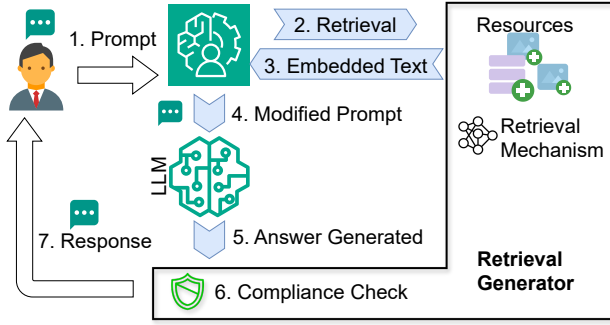 1. Prompt
2. Retrieval
3. Embedded Text
Resources
4. Modified Prompt
Retrieval
Mechanism
LLM
7. Response
5. Answer Generated
6. Compliance Check
Retrieval
Generator